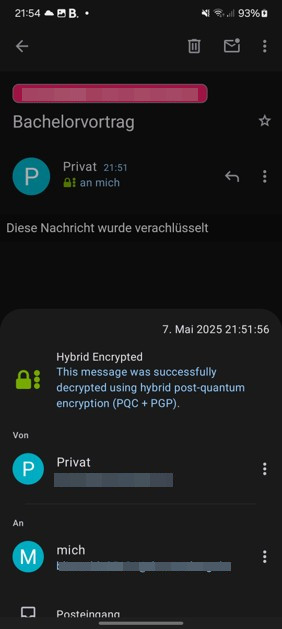 21:54 B. • 93%
Bachelorvortrag
P Privat 21:51
an mich
Diese Nachricht wurde verachlüsselt
7. Mai 2025 21:51:56
Hybrid Encrypted
This message was successfully
decrypted using hybrid post-quantum
encryption (PQC + PGP).
Von
P Privat
An
M mich
Posteingang